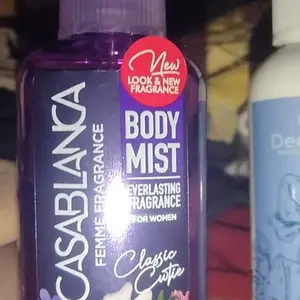 CASABLANCA
FEMME FRAGRANCE
New
LOOK & NEW
FRAGRANCE
BODY
MIST
EVERLASTING
FRAGRANCE
FOR WOMEN
Classic
Cutie